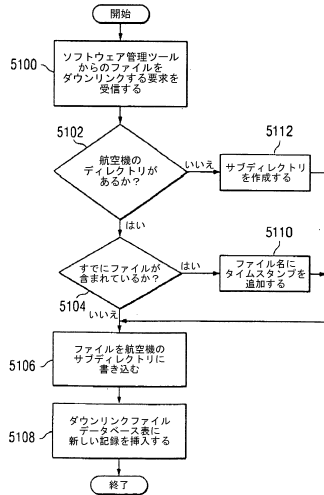 開始
5100
ソフトウェア管理ツール
からのファイルを
ダウンリンクする要求を
受信する
5102
航空機の
ディレクトリが
あるか?
いいえ
5112
サブディレクトリ
を作成する
はい
すでにファイルが
含まれているか?
5104
はい
5110
ファイル名に
タイムスタンプを
追加する
いいえ
5106
ファイルを航空機の
サブディレクトリに
書き込む
5108
ダウンリンクファイル
データベース表に
新しい記録を挿入する
終了